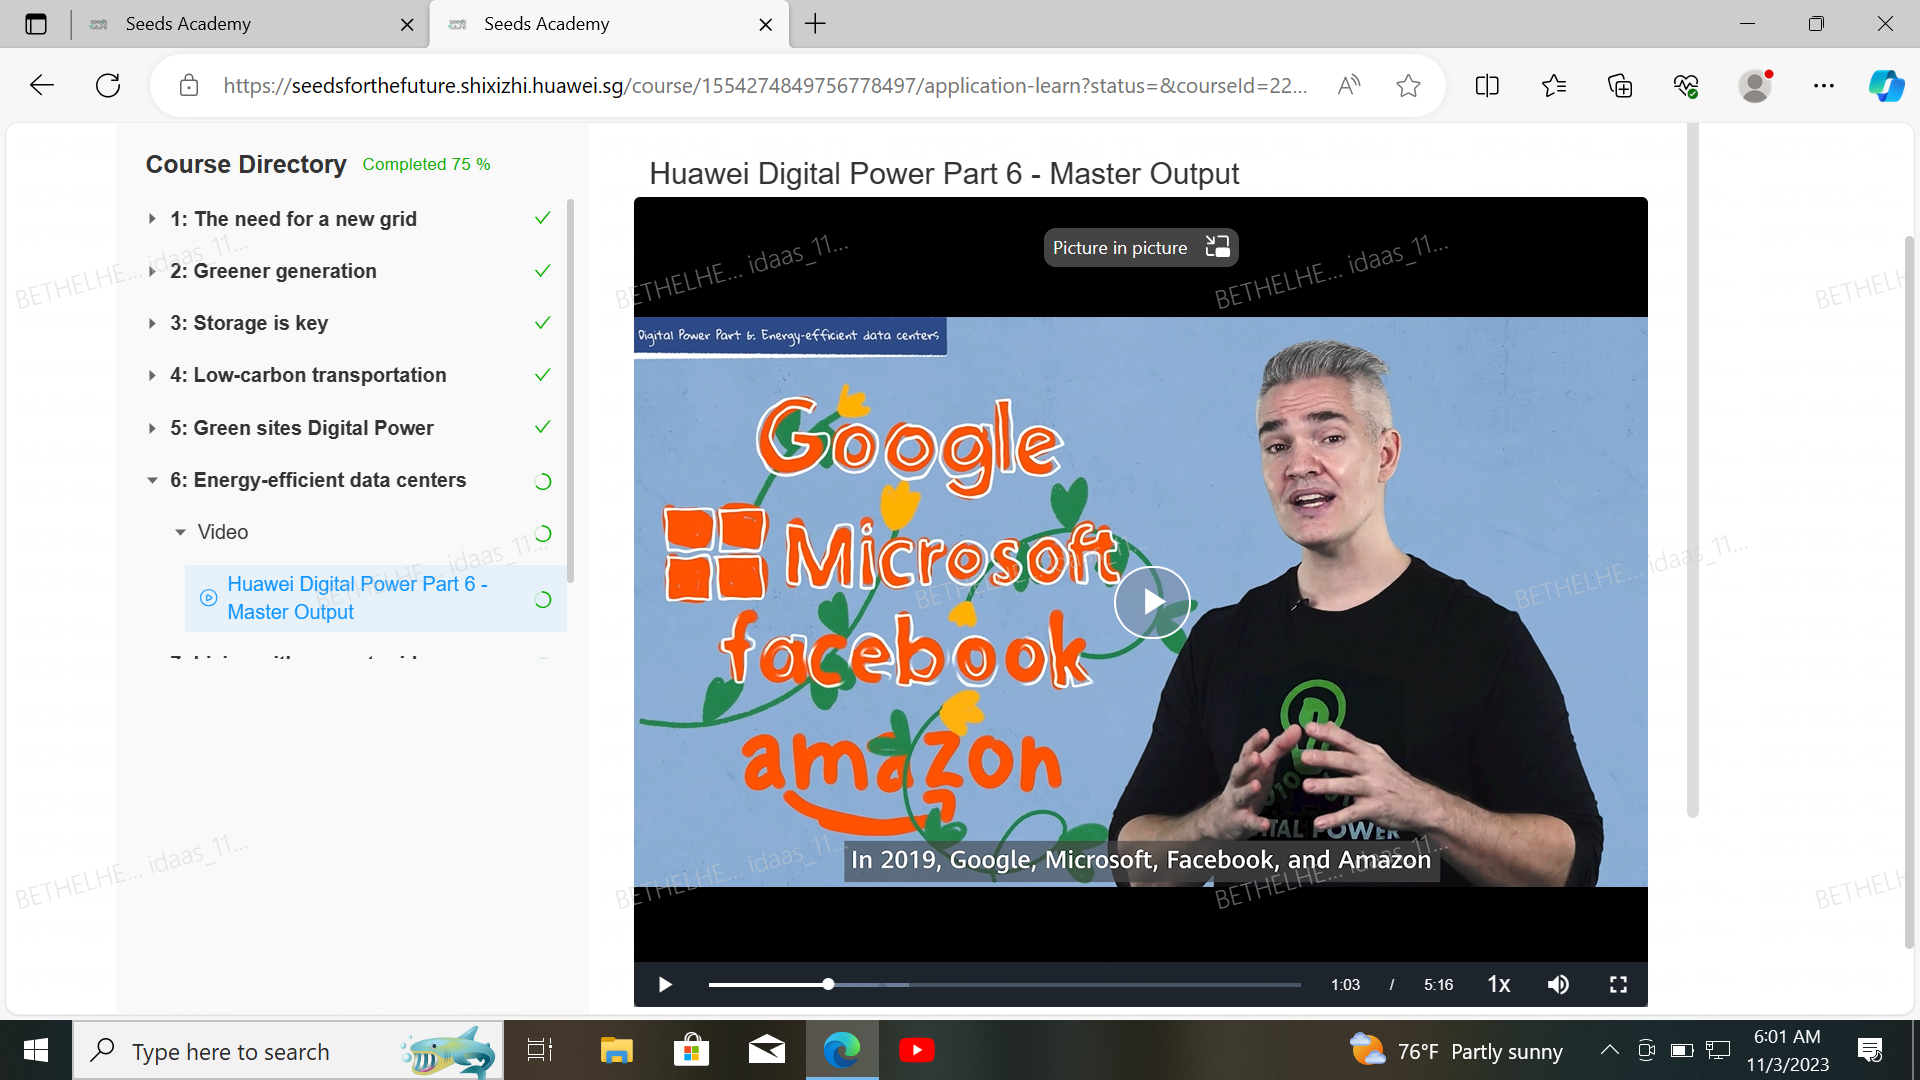 Seeds Academy
Seeds Academy
https://seedsforthefuture.shixizhi.huawei.sg/course/1554274849756778497/application-learn?status=&courseId=22...
Course Directory Completed 75 %
1: The need for a new grid
2: Greener generation
3: Storage is key
4: Low-carbon transportation
5: Green sites Digital Power
6: Energy-efficient data centers
Video
Huawei Digital Power Part 6 -
Master Output
Huawei Digital Power Part 6 - Master Output
Picture in picture
Digital Power Part 6: Energy-efficient data centers
Google
Microsoft
facebook
amazon
In 2019, Google, Microsoft, Facebook, and Amazon
1:03 / 5:16 1x
BETHELHE... idaas_11...
Type here to search
76°F Partly sunny
6:01 AM
11/3/2023